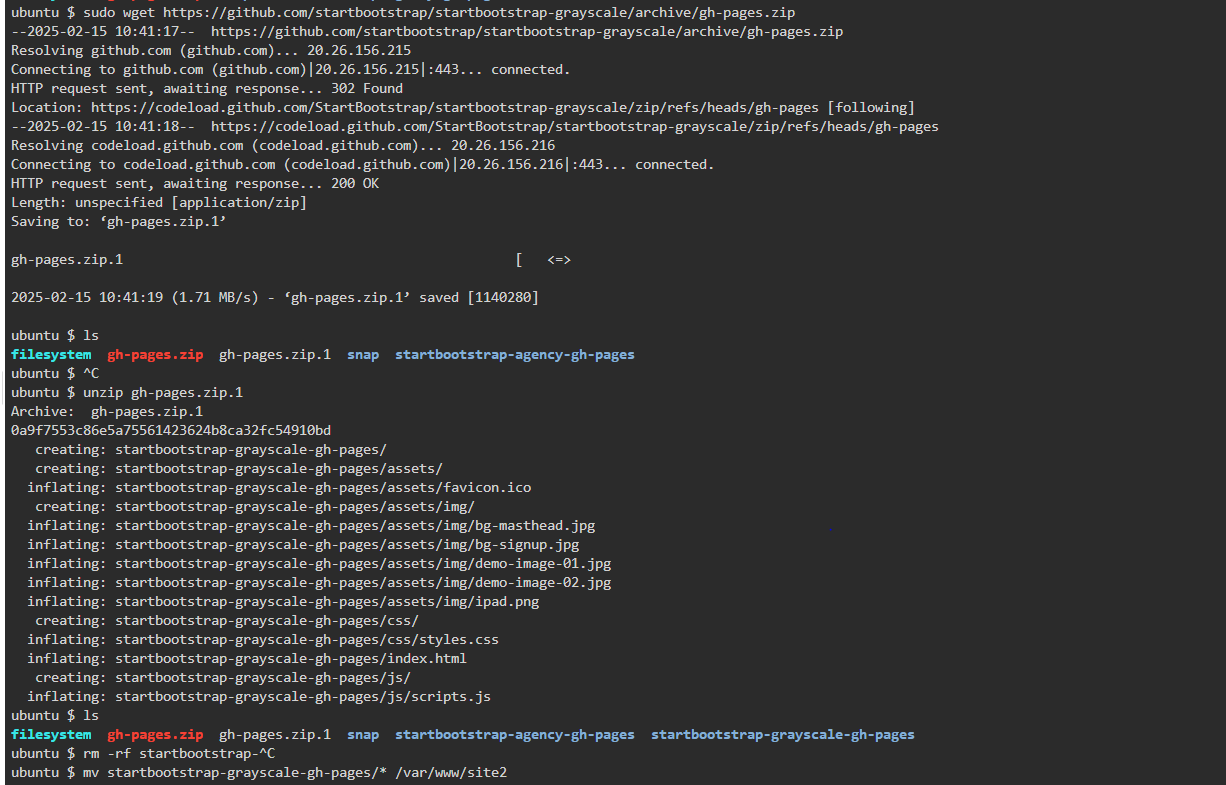 ubuntu $ sudo wget https://github.com/startbootstrap/startbootstrap-grayscale/archive/gh-pages.zip
--2025-02-15 10:41:17--  https://github.com/startbootstrap/startbootstrap-grayscale/archive/gh-pages.zip
Resolving github.com (github.com)... 20.26.156.215
Connecting to github.com (github.com)|20.26.156.215|:443... connected.
HTTP request sent, awaiting response... 302 Found
Location: https://codeload.github.com/StartBootstrap/startbootstrap-grayscale/zip/refs/heads/gh-pages [following]
--2025-02-15 10:41:18--  https://codeload.github.com/StartBootstrap/startbootstrap-grayscale/zip/refs/heads/gh-pages
Resolving codeload.github.com (codeload.github.com)... 20.26.156.216
Connecting to codeload.github.com (codeload.github.com)|20.26.156.216|:443... connected.
HTTP request sent, awaiting response... 200 OK
Length: unspecified [application/zip]
Saving to: ‘gh-pages.zip.1’
gh-pages.zip.1                                                 [   <=>
2025-02-15 10:41:19 (1.71 MB/s) - ‘gh-pages.zip.1’ saved [1140280]
ubuntu $ ls
filesystem  gh-pages.zip  gh-pages.zip.1  snap  startbootstrap-agency-gh-pages
ubuntu $ ^C
ubuntu $ unzip gh-pages.zip.1
Archive:  gh-pages.zip.1
0a9f7553c86e5a75561423624b8ca32fc54910bd
   creating: startbootstrap-grayscale-gh-pages/
   creating: startbootstrap-grayscale-gh-pages/assets/
  inflating: startbootstrap-grayscale-gh-pages/assets/favicon.ico
   creating: startbootstrap-grayscale-gh-pages/assets/img/
  inflating: startbootstrap-grayscale-gh-pages/assets/img/bg-masthead.jpg
  inflating: startbootstrap-grayscale-gh-pages/assets/img/bg-signup.jpg
  inflating: startbootstrap-grayscale-gh-pages/assets/img/demo-image-01.jpg
  inflating: startbootstrap-grayscale-gh-pages/assets/img/demo-image-02.jpg
  inflating: startbootstrap-grayscale-gh-pages/assets/img/ipad.png
   creating: startbootstrap-grayscale-gh-pages/css/
  inflating: startbootstrap-grayscale-gh-pages/css/styles.css
  inflating: startbootstrap-grayscale-gh-pages/index.html
   creating: startbootstrap-grayscale-gh-pages/js/
  inflating: startbootstrap-grayscale-gh-pages/js/scripts.js
ubuntu $ ls
filesystem  gh-pages.zip  gh-pages.zip.1  snap  startbootstrap-agency-gh-pages  startbootstrap-grayscale-gh-pages
ubuntu $ rm -rf startbootstrap-^C
ubuntu $ mv startbootstrap-grayscale-gh-pages/* /var/www/site2